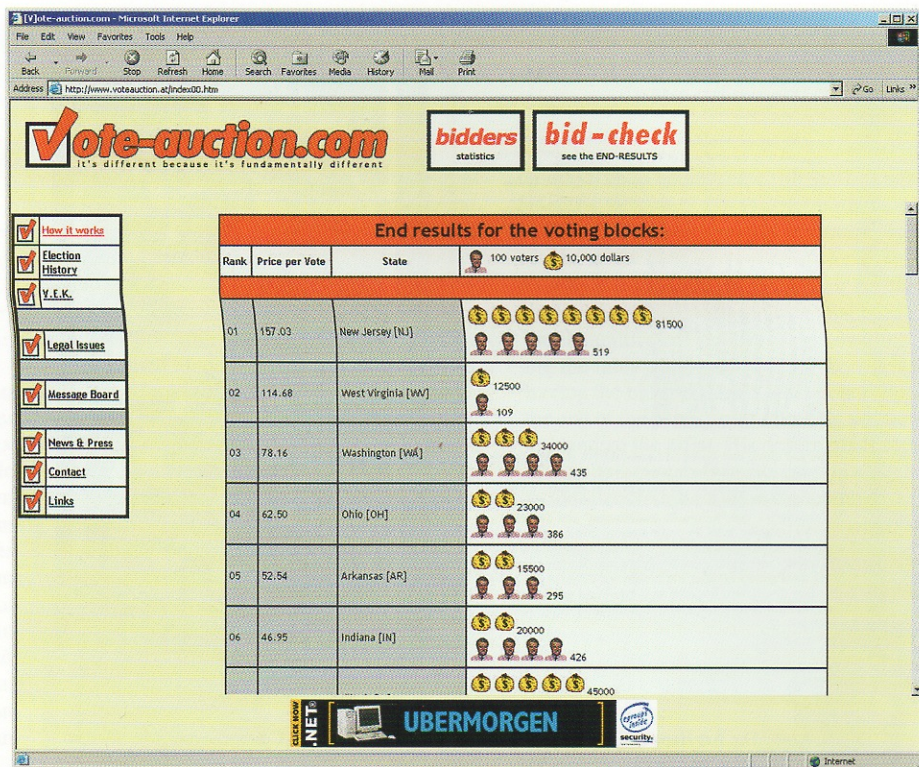 [V]ote-auction.com - Microsoft Internet Explorer
File Edit View Favorites Tools Help
Back Forward Stop Refresh Home Search Favorites Media History Mail Print
Address http://www.voteauction.at/index00.htm Go Links »
Vote-auction.com
it's different because it's fundamentally different
bidders
statistics
bid-check
see the END-RESULTS
How it works
Election
History
V.E.K.
Legal Issues
Message Board
News & Press
Contact
Links
End results for the voting blocks:
Rank Price per Vote State 100 voters $ 10,000 dollars
01 157.03 New Jersey [NJ] 81500
519
02 114.68 West Virginia [WV] 12500
109
03 78.16 Washington [WA] 34000
435
04 62.50 Ohio [OH] 23000
386
05 52.54 Arkansas [AR] 15500
295
06 46.95 Indiana [IN] 20000
426
45000
CLICK NOW
.NET
UBERMORGEN
inside
security.
Internet